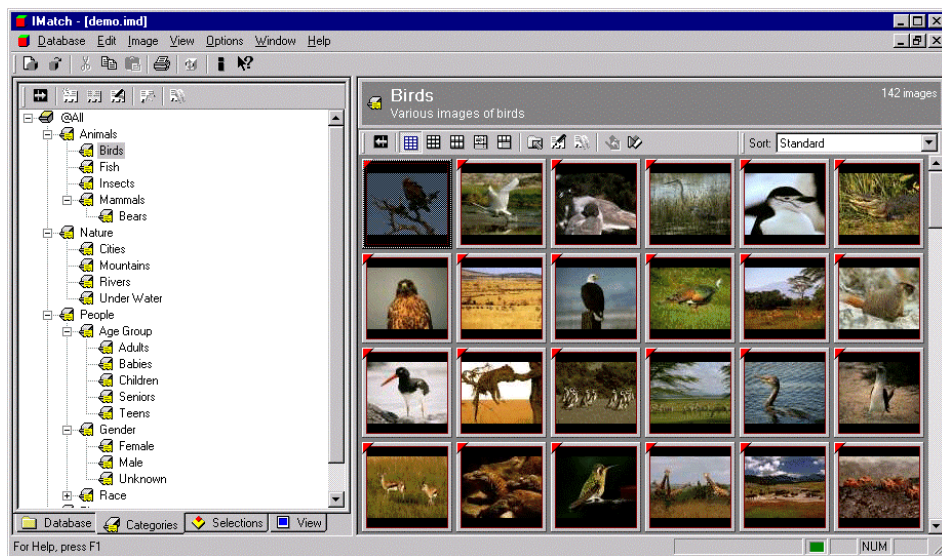 IMatch - [demo.imd]
Database Edit Image View Options Window Help
@All
Animals
Birds
Fish
Insects
Mammals
Bears
Nature
Cities
Mountains
Rivers
Under Water
People
Age Group
Adults
Babies
Children
Seniors
Teens
Gender
Female
Male
Unknown
Race
Database Categories Selections View
Birds
142 images
Various images of birds
Sort: Standard
For Help, press F1
NUM